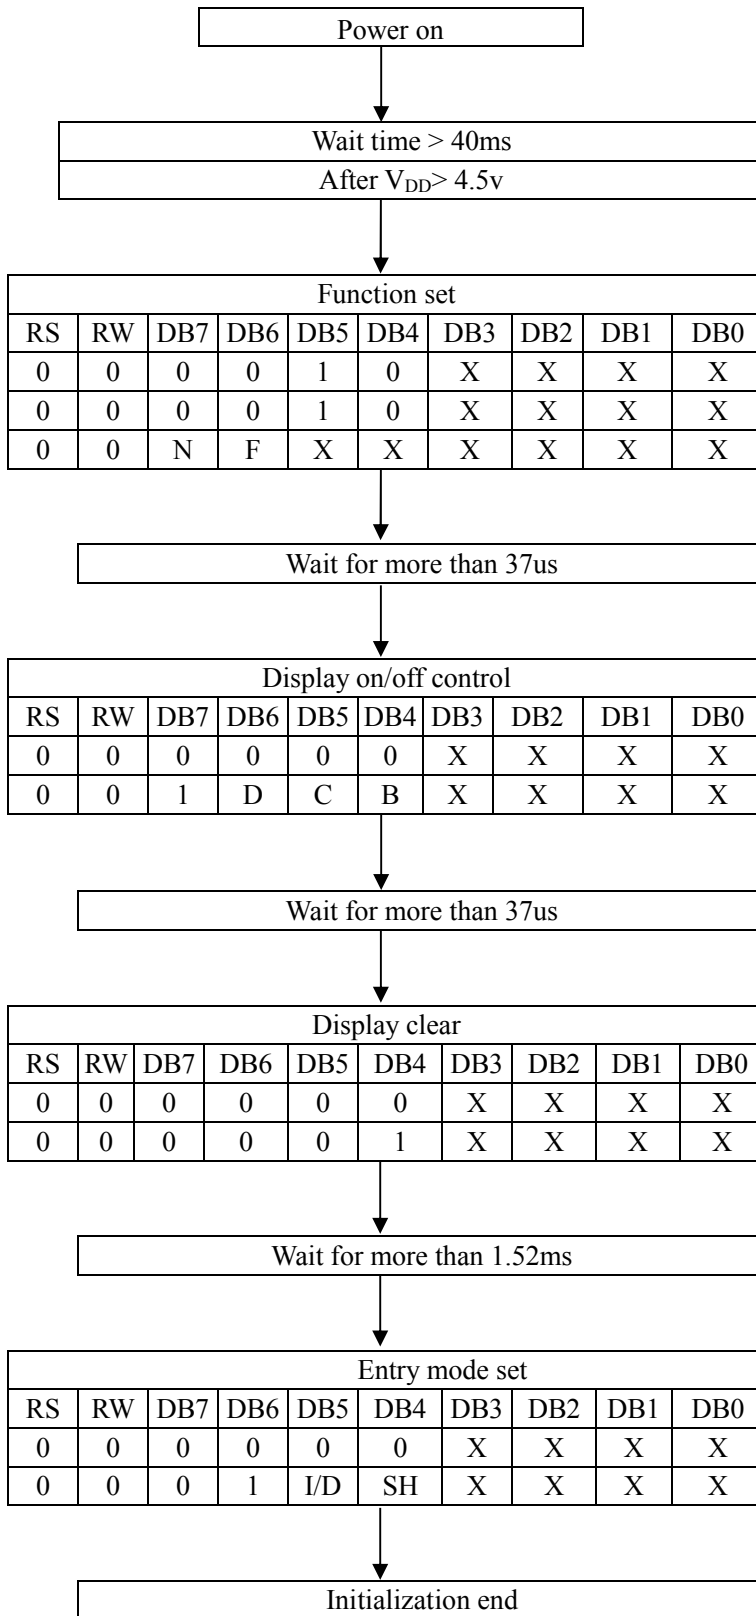 Power on
Wait time > 40ms
After VDD> 4.5v
Function set
RS RW DB7 DB6 DB5 DB4 DB3 DB2 DB1 DB0
0 0 0 0 1 0 X X X X
0 0 0 0 1 0 X X X X
0 0 N F X X X X X X
Wait for more than 37us
Display on/off control
RS RW DB7 DB6 DB5 DB4 DB3 DB2 DB1 DB0
0 0 0 0 0 0 X X X X
0 0 1 D C B X X X X
Wait for more than 37us
Display clear
RS RW DB7 DB6 DB5 DB4 DB3 DB2 DB1 DB0
0 0 0 0 0 0 X X X X
0 0 0 0 0 1 X X X X
Wait for more than 1.52ms
Entry mode set
RS RW DB7 DB6 DB5 DB4 DB3 DB2 DB1 DB0
0 0 0 0 0 0 X X X X
0 0 0 1 I/D SH X X X X
Initialization end